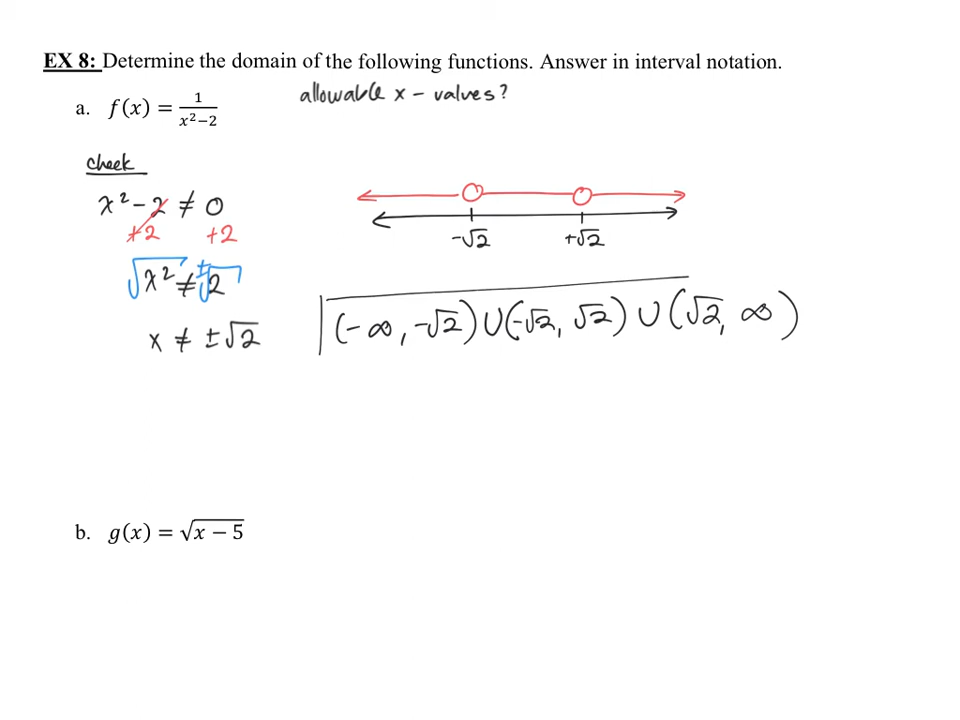 EX 8: Determine the domain of the following functions. Answer in interval notation.
a. f(x) = 1/(x²−2)
allowable x - values?
check
x² - 2 ≠ 0
+2 +2
√x² ≠ ±√2
x ≠ ±√2
-√2 +√2
(-∞, -√2) ∪ (-√2, √2) ∪ (√2, ∞)
b. g(x) = √(x − 5)